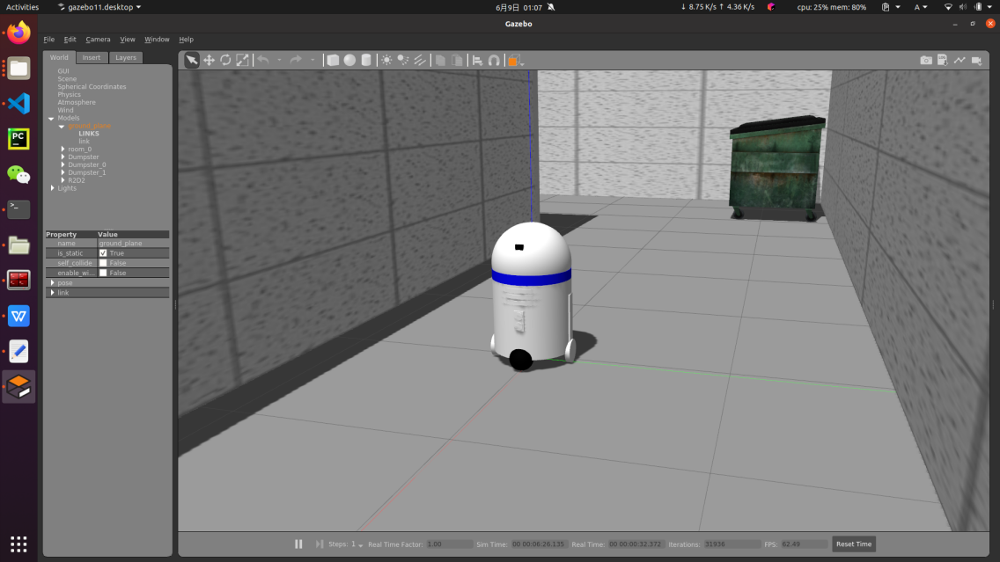 Activities gazebo11.desktop 6月9日 01:07 ↓ 8.75 K/s ↑ 4.36 K/s cpu: 25% mem: 80% A
Gazebo
File Edit Camera View Window Help
World Insert Layers
GUI
Scene
Spherical Coordinates
Physics
Atmosphere
Wind
Models
ground_plane
LINKS
link
room_0
Dumpster
Dumpster_0
Dumpster_1
R2D2
Lights
Property Value
name ground_plane
is_static True
self_collide False
enable_wi... False
pose
link
PC
W
Steps: 1 Real Time Factor: 1.00 Sim Time: 00 00:06:26.135 Real Time: 00 00:00:32.372 Iterations: 31936 FPS: 62.49 Reset Time